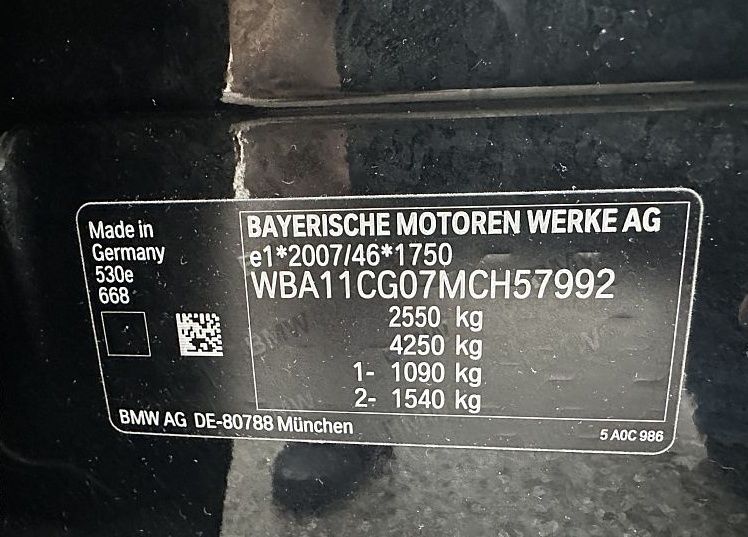 Made in
Germany
530e
668
BAYERISCHE MOTOREN WERKE AG
e1*2007/46*1750
WBA11CG07MCH57992
2550 kg
4250 kg
1- 1090 kg
2- 1540 kg
BMW AG DE-80788 München
5 A0C 986